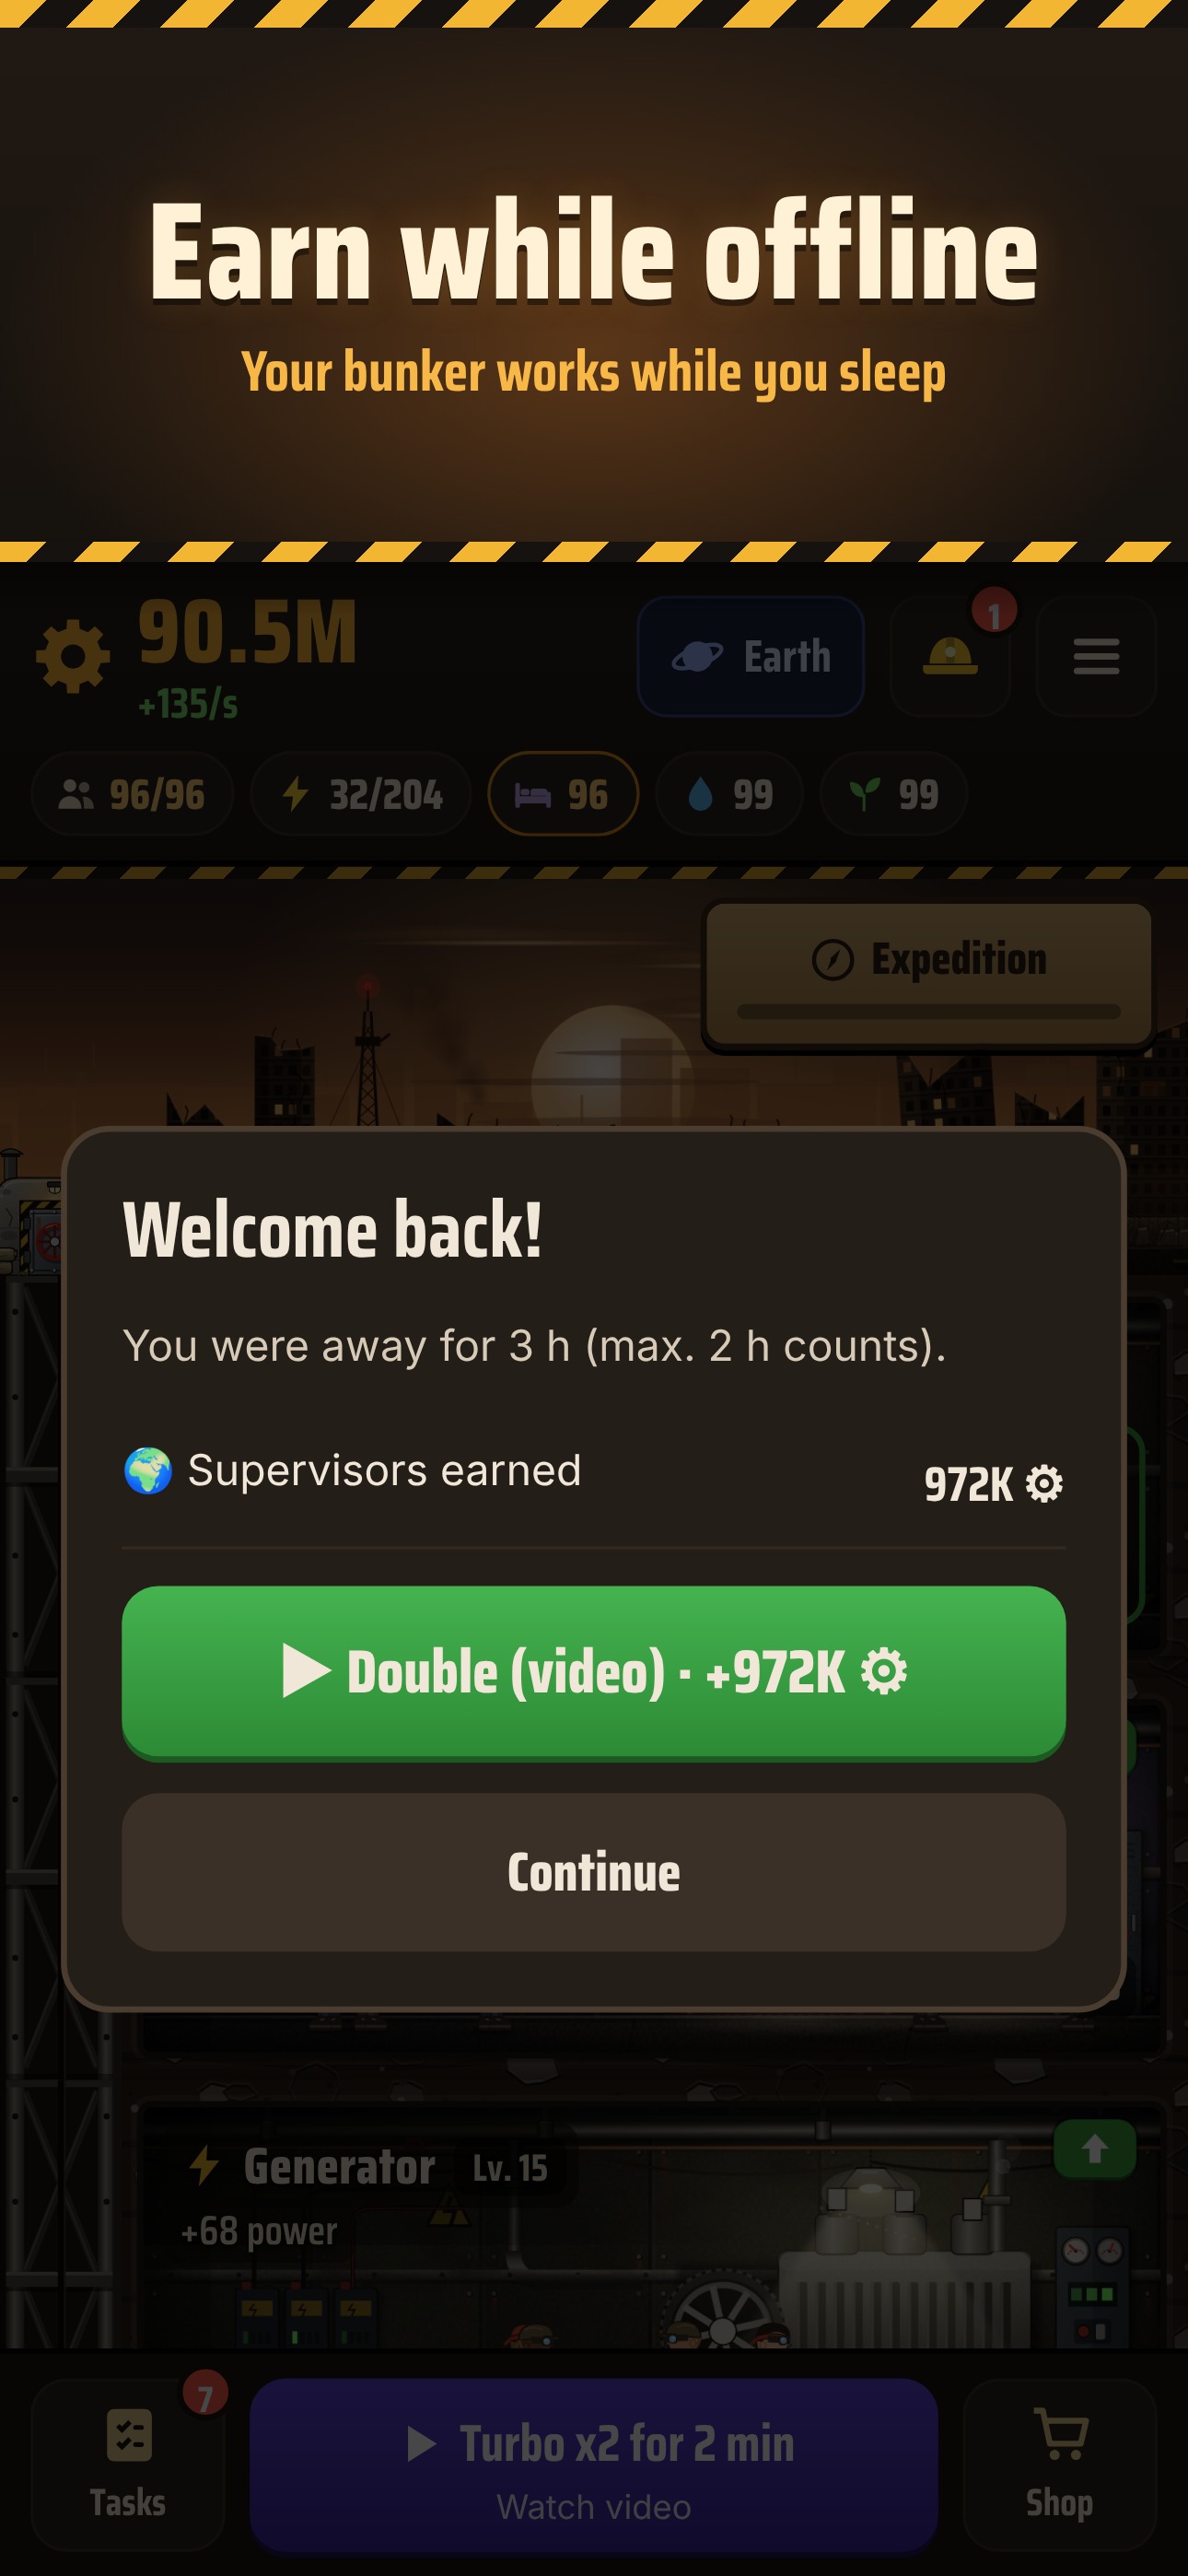 Earn while offline
Your bunker works while you sleep
90.5M
+135/s
Earth
1
96/96
32/204
96
99
99
Expedition
Welcome back!
You were away for 3 h (max. 2 h counts).
Supervisors earned
972K
Double (video) · +972K
Continue
Generator
Lv. 15
+68 power
7
Tasks
Turbo x2 for 2 min
Watch video
Shop